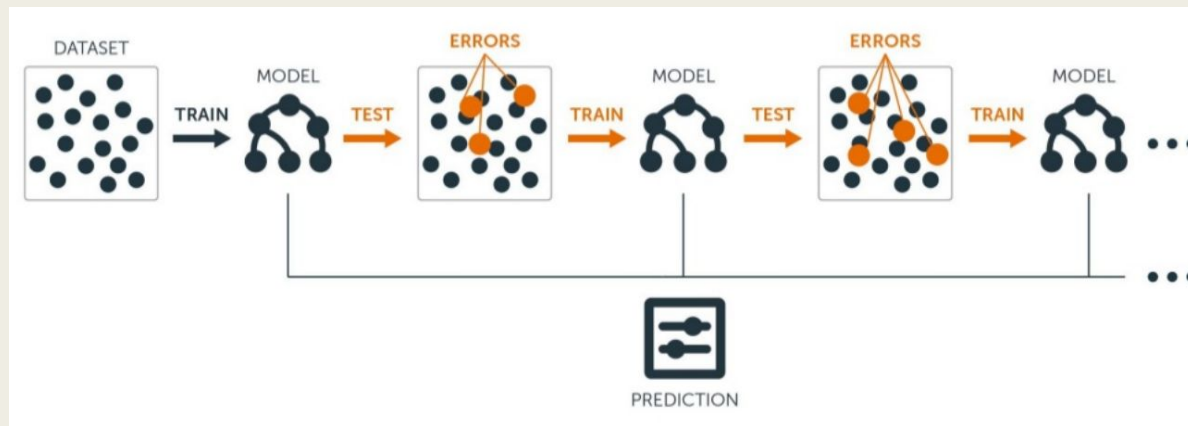 DATASET
TRAIN
MODEL
TEST
ERRORS
TRAIN
MODEL
TEST
ERRORS
TRAIN
MODEL
PREDICTION